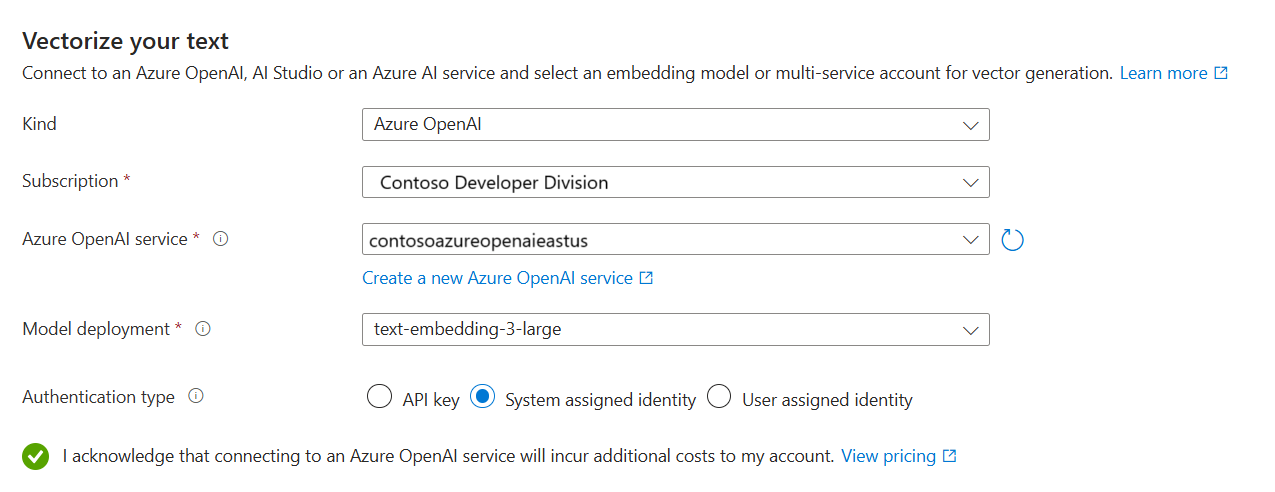 Vectorize your text
Connect to an Azure OpenAI, AI Studio or an Azure AI service and select an embedding model or multi-service account for vector generation. Learn more
Kind
Azure OpenAI
Subscription *
Contoso Developer Division
Azure OpenAI service *
contosoazureopenaieastus
Create a new Azure OpenAI service
Model deployment *
text-embedding-3-large
Authentication type
API key
System assigned identity
User assigned identity
I acknowledge that connecting to an Azure OpenAI service will incur additional costs to my account. View pricing